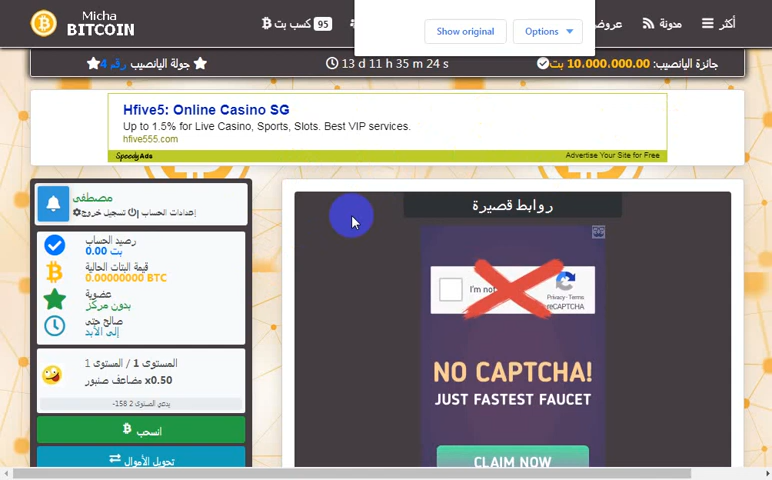 Micha
BITCOIN
كسب بت 95
Show original
Options
مدونة
أكثر
جولة اليانصيب رقم 4
13 d 11 h 35 m 24 s
جائزة اليانصيب: 10.000.000.00 بت
Hfive5: Online Casino SG
Up to 1.5% for Live Casino, Sports, Slots. Best VIP services.
hfive555.com
SpeedyAds
Advertise Your Site for Free
مصطفى
إعدادات الحساب | تسجيل خروج
رصيد الحساب
0.00 بت
قيمة البتات الحالية
0.00000000 BTC
عضوية
بدون مركز
صالح حتى
إلى الأبد
المستوى 1 / المستوى 1
x0.50 مضاعف صنبور
انسحب
تحويل الأموال
روابط قصيرة
I'm
Privacy - Terms
reCAPTCHA
NO CAPTCHA!
JUST FASTEST FAUCET
CLAIM NOW